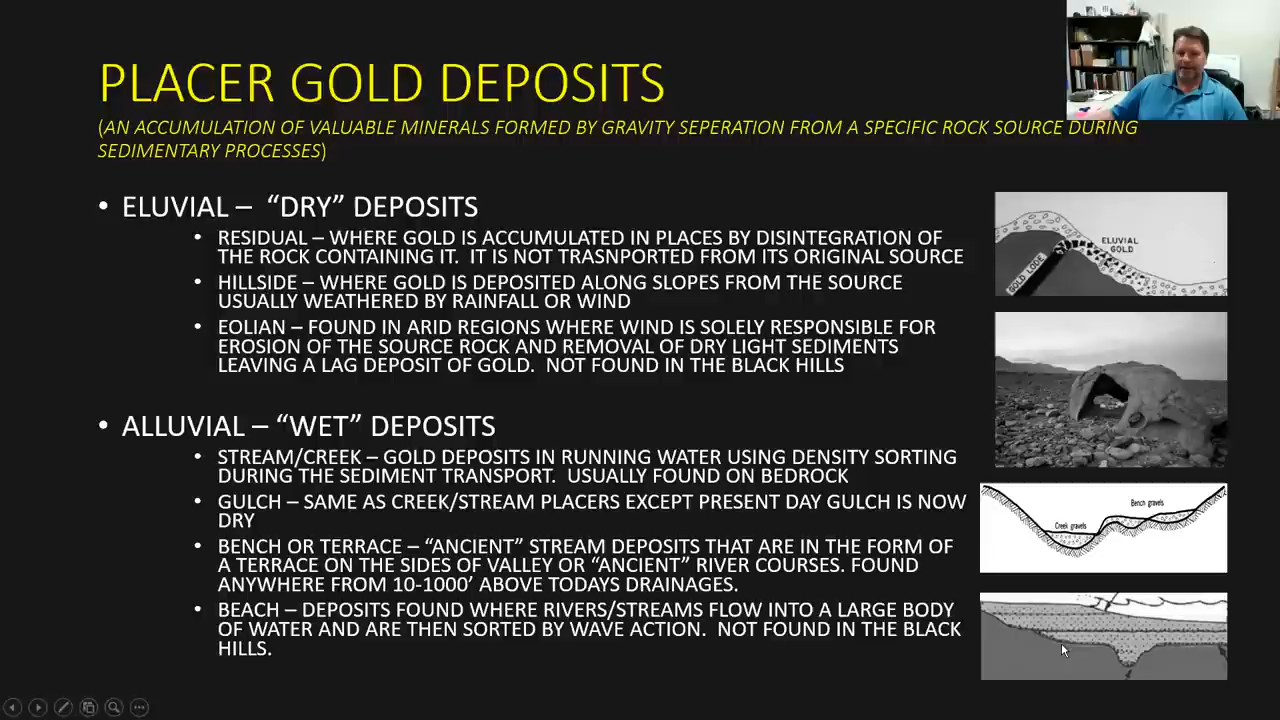 PLACER GOLD DEPOSITS
(AN ACCUMULATION OF VALUABLE MINERALS FORMED BY GRAVITY SEPERATION FROM A SPECIFIC ROCK SOURCE DURING
SEDIMENTARY PROCESSES)
• ELUVIAL – “DRY” DEPOSITS
• RESIDUAL – WHERE GOLD IS ACCUMULATED IN PLACES BY DISINTEGRATION OF
THE ROCK CONTAINING IT. IT IS NOT TRASNPORTED FROM ITS ORIGINAL SOURCE
• HILLSIDE – WHERE GOLD IS DEPOSITED ALONG SLOPES FROM THE SOURCE
USUALLY WEATHERED BY RAINFALL OR WIND
• EOLIAN – FOUND IN ARID REGIONS WHERE WIND IS SOLELY RESPONSIBLE FOR
EROSION OF THE SOURCE ROCK AND REMOVAL OF DRY LIGHT SEDIMENTS
LEAVING A LAG DEPOSIT OF GOLD. NOT FOUND IN THE BLACK HILLS
• ALLUVIAL – “WET” DEPOSITS
• STREAM/CREEK – GOLD DEPOSITS IN RUNNING WATER USING DENSITY SORTING
DURING THE SEDIMENT TRANSPORT. USUALLY FOUND ON BEDROCK
• GULCH – SAME AS CREEK/STREAM PLACERS EXCEPT PRESENT DAY GULCH IS NOW
DRY
• BENCH OR TERRACE – “ANCIENT” STREAM DEPOSITS THAT ARE IN THE FORM OF
A TERRACE ON THE SIDES OF VALLEY OR “ANCIENT” RIVER COURSES. FOUND
ANYWHERE FROM 10-1000’ ABOVE TODAYS DRAINAGES.
• BEACH – DEPOSITS FOUND WHERE RIVERS/STREAMS FLOW INTO A LARGE BODY
OF WATER AND ARE THEN SORTED BY WAVE ACTION. NOT FOUND IN THE BLACK
HILLS.
ELUVIAL
GOLD
GOLD LODE
Bench gravels
Creek gravels